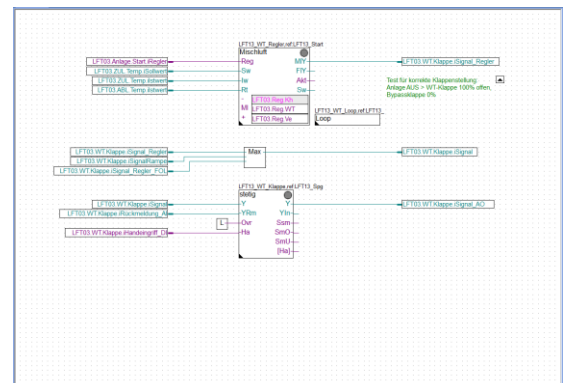 LFT13_WT_Regler.ref:LFT13_Start
Mischluft
LFT03.Anlage.Start.iRegler
Reg
MIY
LFT03.WT.Klappe.iSignal_Regler
LFT03.ZUL.Temp.iSollwert
Sw
FIY
LFT03.ZUL.Temp.iIstwert
Iw
Akt
LFT03.ABL.Temp.iIstwert
Rt
Sw
Test für korrekte Klappenstellung:
Anlage AUS > WT-Klappe 100% offen,
Bypassklappe 0%
-
LFT03.Reg.Kh
MI
LFT03.Reg.WT
+
LFT03.Reg.Ve
LFT13_WT_Loop.ref:LFT13_
Loop
LFT03.WT.Klappe.iSignal_Regler
Max
LFT03.WT.Klappe.iSignal
LFT03.WT.Klappe.iSignalRampe
LFT03.WT.Klappe.iSignal_Regler_FOL
LFT13_WT_Klappe.ref:LFT13_Spg
stetig
LFT03.WT.Klappe.iSignal
Y
Y
LFT03.WT.Klappe.iSignal_AO
LFT03.WT.Klappe.iRückmeldung_AI
YRm
YIn
L
Oer
Ssm
LFT03.WT.Klappe.iHandeingriff_DI
Ha
SmO
SmU
[Ha]